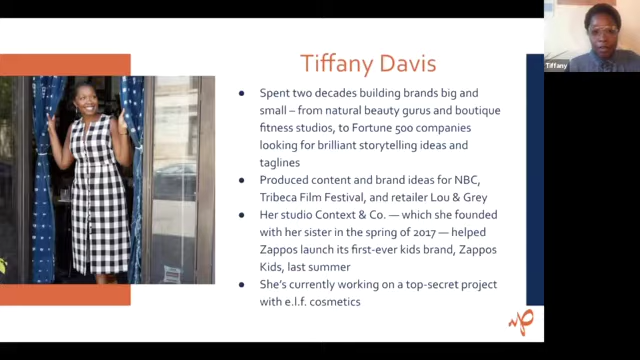 Tiffany Davis
● Spent two decades building brands big and
small – from natural beauty gurus and boutique
fitness studios, to Fortune 500 companies
looking for brilliant storytelling ideas and
taglines
● Produced content and brand ideas for NBC,
Tribeca Film Festival, and retailer Lou & Grey
● Her studio Context & Co. — which she founded
with her sister in the spring of 2017 — helped
Zappos launch its first-ever kids brand, Zappos
Kids, last summer
● She's currently working on a top-secret project
with e.l.f. cosmetics
Tiffany